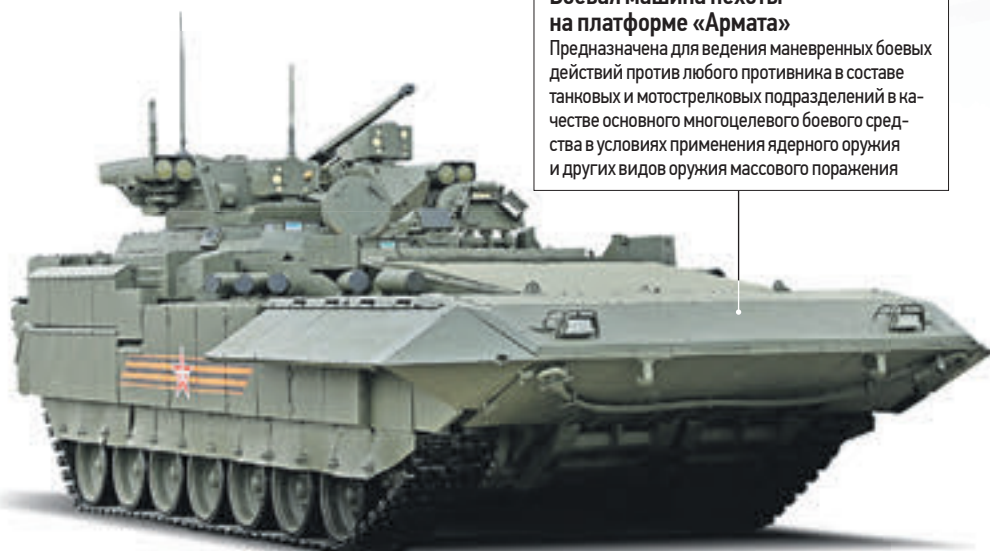 Боевая машина пехоты
на платформе «Армата»
Предназначена для ведения маневренных боевых
действий против любого противника в составе
танковых и мотострелковых подразделений в ка-
честве основного многоцелевого боевого сред-
ства в условиях применения ядерного оружия
и других видов оружия массового поражения